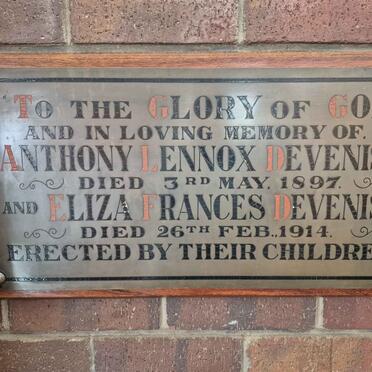 To THE GLORY OF GO
AND IN LOVING MEMORY OF
ANTHONY LENNOX DEVENIS
DIED 3RD MAY. 1897.
AND ELIZA FRANCES DEVENIS
DIED 26TH FEB., 1914.
ERECTED BY THEIR CHILDRE